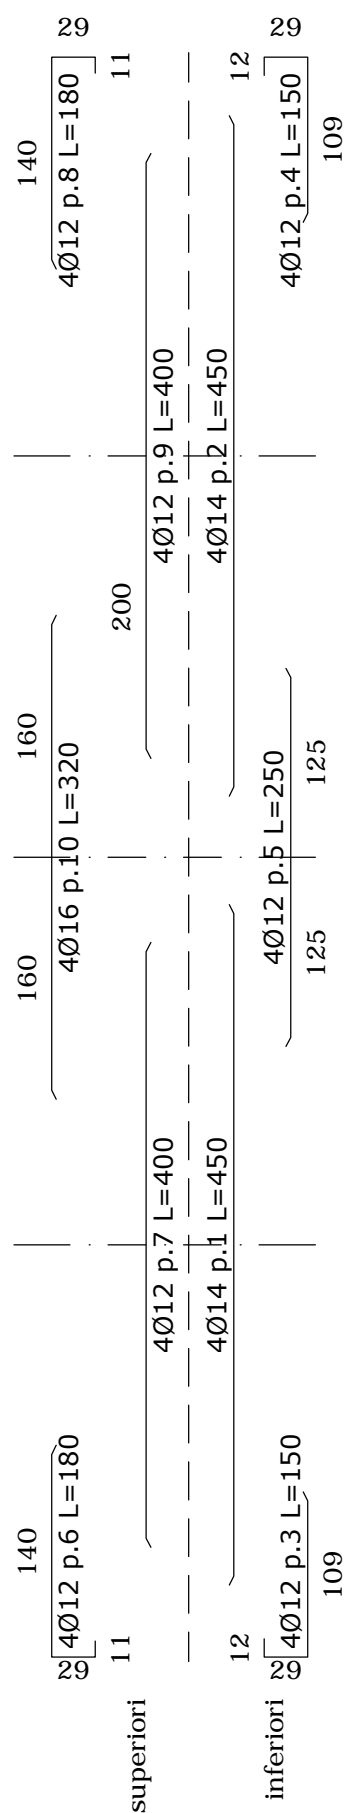 140
160
160
140
29
4Ø12 p.6 L=180
4Ø16 p.10 L=320
4Ø12 p.8 L=180
29
11
200
11
superiori
4Ø12 p.7 L=400
4Ø12 p.9 L=400
4Ø14 p.1 L=450
4Ø14 p.2 L=450
12
12
inferiori
29
4Ø12 p.3 L=150
4Ø12 p.5 L=250
4Ø12 p.4 L=150
29
109
125
125
109